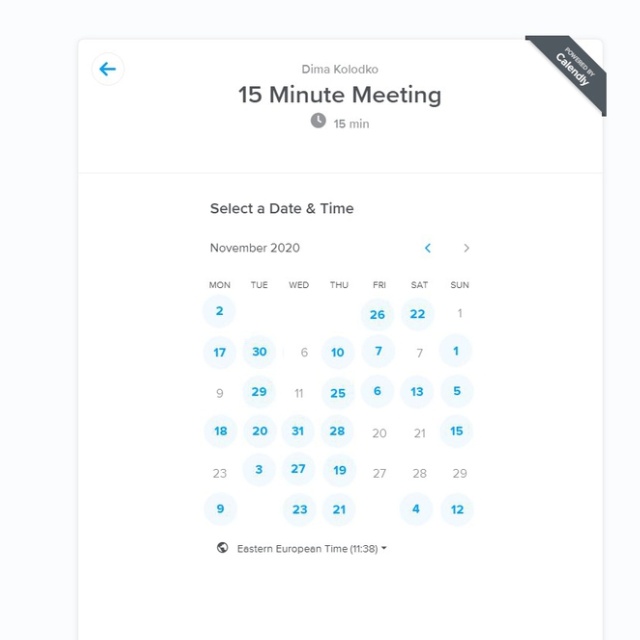 POWERED BY
Calendly
Dima Kolodko
15 Minute Meeting
15 min
Select a Date & Time
November 2020
MON TUE WED THU FRI SAT SUN
2 26 22 1
17 30 6 10 7 7 1
9 29 11 25 6 13 5
18 20 31 28 20 21 15
23 3 27 19 27 28 29
9 23 21 4 12
Eastern European Time (11:38)